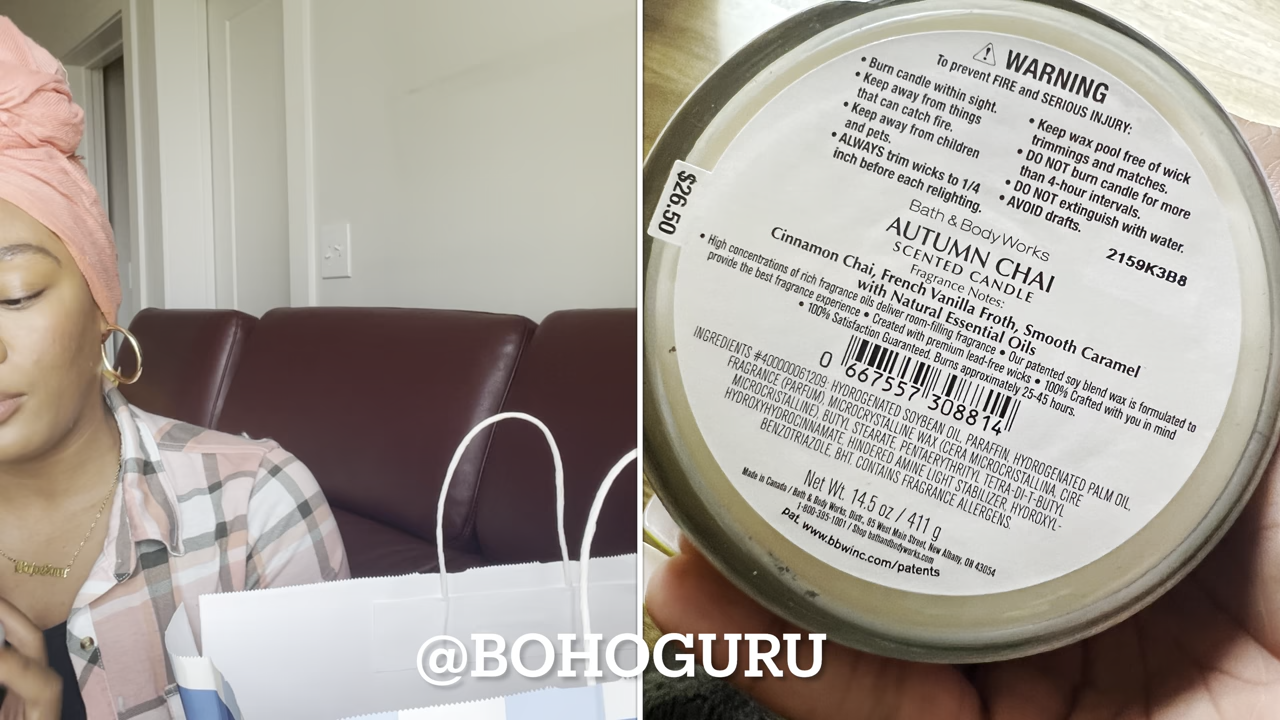 ⚠ WARNING
To prevent FIRE and SERIOUS INJURY:
• Burn candle within sight.
• Keep away from things
that can catch fire.
• Keep away from children
and pets.
• ALWAYS trim wicks to 1/4
inch before each relighting.
• Keep wax pool free of wick
trimmings and matches.
• DO NOT burn candle for more
than 4-hour intervals.
• DO NOT extinguish with water.
• AVOID drafts.
$26.50
2159K3B8
Bath & Body Works
AUTUMN CHAI
SCENTED CANDLE
Fragrance Notes:
Cinnamon Chai, French Vanilla Froth, Smooth Caramel
with Natural Essential Oils
• High concentrations of rich fragrance oils deliver room-filling fragrance • Our patented soy blend wax is formulated to
provide the best fragrance experience • Created with premium lead-free wicks • 100% Crafted with you in mind
• 100% Satisfaction Guaranteed. Burns approximately 25-45 hours.
0 667557 308814
INGREDIENTS #40000061209: HYDROGENATED SOYBEAN OIL, PARAFFIN, HYDROGENATED PALM OIL,
FRAGRANCE (PARFUM), MICROCRYSTALLINE WAX (CERA MICROCRISTALLINA, CIRE
MICROCRISTALLINE), BUTYL STEARATE, PENTAERYTHRITYL TETRA-DI-T-BUTYL
HYDROXYHYDROCINNAMATE, HINDERED AMINE LIGHT STABILIZER, HYDROXYL-
BENZOTRIAZOLE, BHT. CONTAINS FRAGRANCE ALLERGENS.
Net Wt. 14.5 oz / 411 g
Made in Canada / Bath & Body Works, Distr., 95 West Main Street, New Albany, OH 43054
1-800-395-1001 / Shop bathandbodyworks.com
pat. www.bbwinc.com/patents
@BOHOGURU